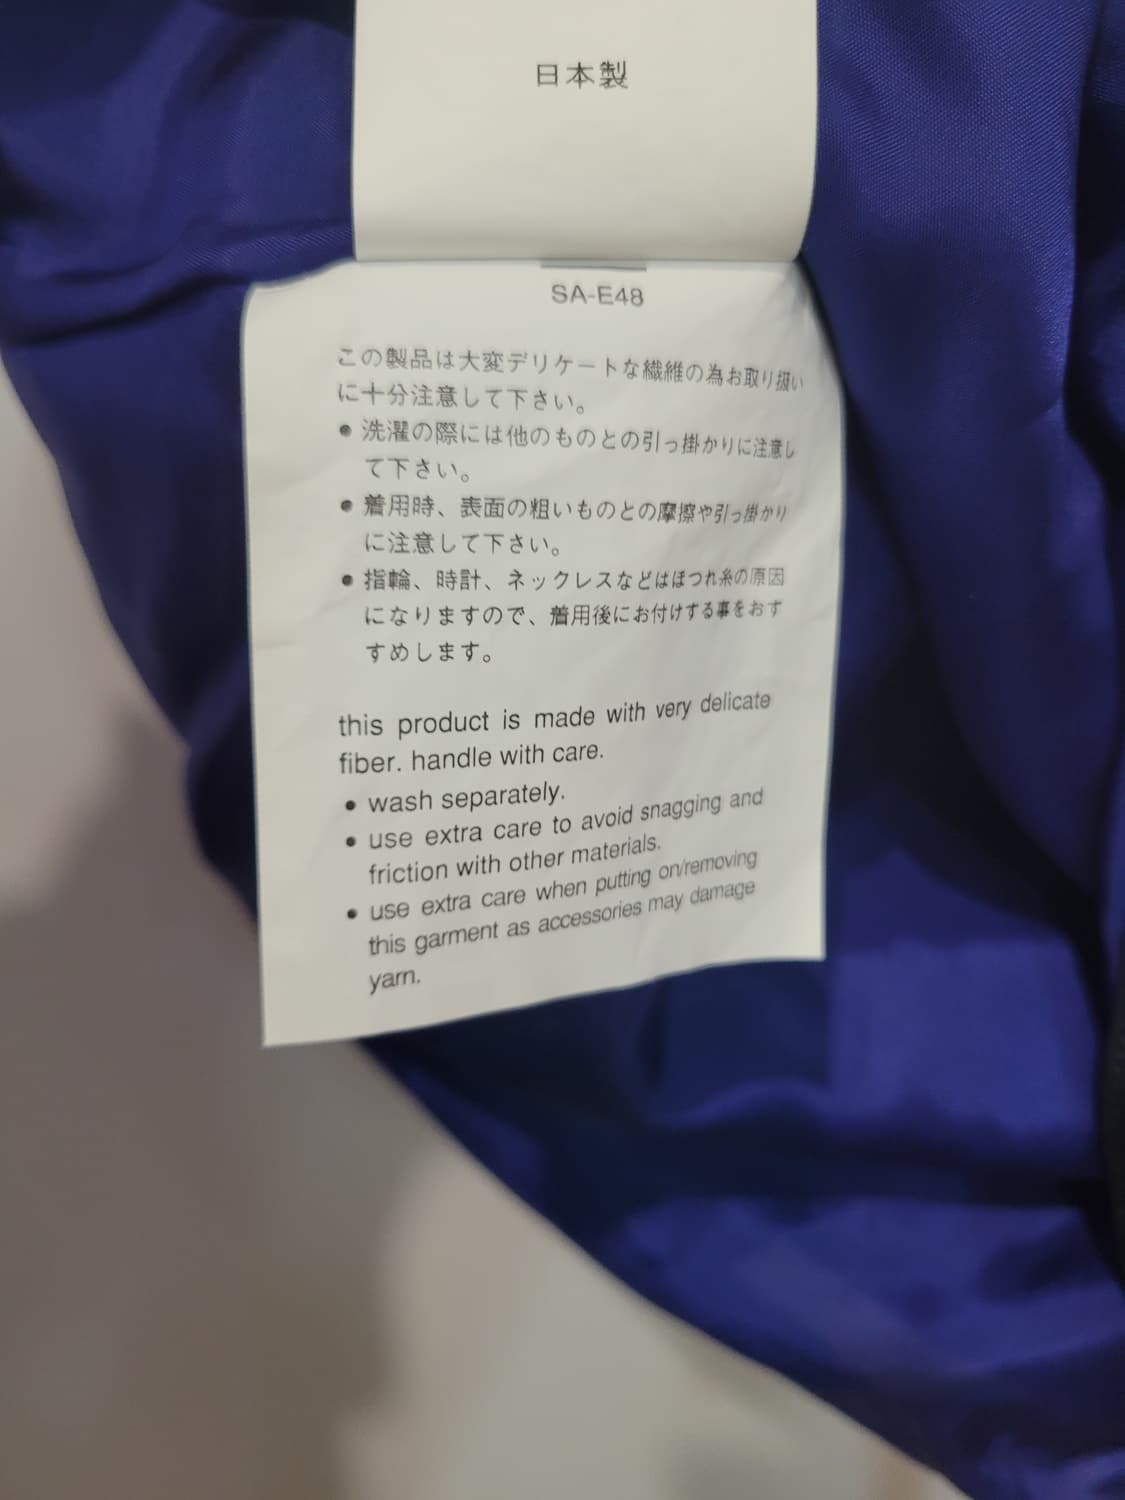 日本製
SA-E48
この製品は大変デリケートな繊維の為お取り扱い
に十分注意して下さい。
● 洗濯の際には他のものとの引っ掛かりに注意し
て下さい。
● 着用時、表面の粗いものとの摩擦や引っ掛かり
に注意して下さい。
● 指輪、時計、ネックレスなどはほつれ糸の原因
になりますので、着用後にお付けする事をおす
すめします。
this product is made with very delicate
fiber. handle with care.
● wash separately.
● use extra care to avoid snagging and
friction with other materials.
● use extra care when putting on/removing
this garment as accessories may damage
yarn.